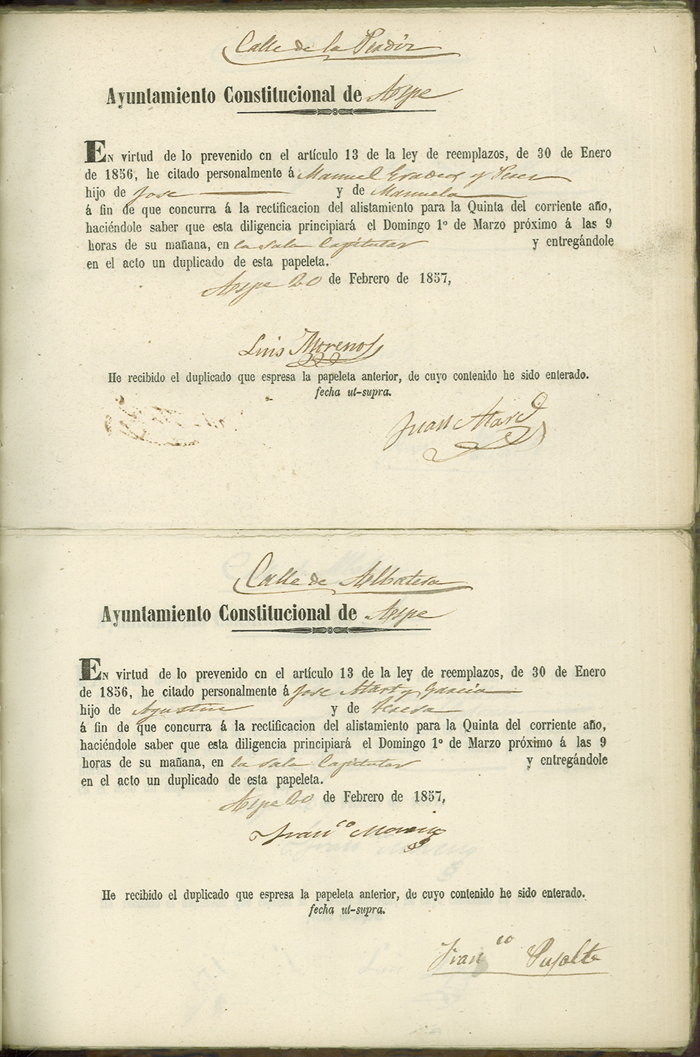 Calle de la
Ayuntamiento Constitucional de Aspe
EN virtud de lo prevenido en el artículo 13 de la ley de reemplazos, de 30 de Enero
de 1856, he citado personalmente á Manuel y
hijo de Jose y de Manuela
á fin de que concurra á la rectificacion del alistamiento para la Quinta del corriente año,
haciéndole saber que esta diligencia principiará el Domingo 1º de Marzo próximo á las 9
horas de su mañana, en la Sala Capitular y entregándole
en el acto un duplicado de esta papeleta.
Aspe 20 de Febrero de 1857,
Luis Moreno
He recibido el duplicado que espresa la papeleta anterior, de cuyo contenido he sido enterado.
fecha ut-supra.
Juan
Calle de Albatera
Ayuntamiento Constitucional de Aspe
EN virtud de lo prevenido en el artículo 13 de la ley de reemplazos, de 30 de Enero
de 1856, he citado personalmente á Jose y Garcia
hijo de Agustin y de Teresa
á fin de que concurra á la rectificacion del alistamiento para la Quinta del corriente año,
haciéndole saber que esta diligencia principiará el Domingo 1º de Marzo próximo á las 9
horas de su mañana, en la Sala Capitular y entregándole
en el acto un duplicado de esta papeleta.
Aspe 20 de Febrero de 1857,
Franco Moreno
He recibido el duplicado que espresa la papeleta anterior, de cuyo contenido he sido enterado.
fecha ut-supra.
Franco Pujalte